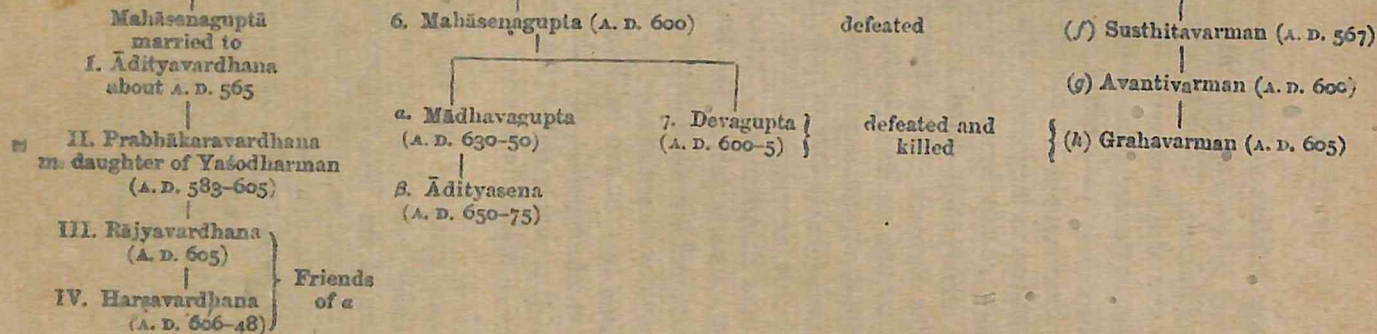 Mahāsenaguptā
married to
I. Ādityavardhana
about A. D. 565
II. Prabhākaravardhana
m. daughter of Yaśodharman
(A. D. 583-605)
III. Rājyavardhana
(A. D. 605)
IV. Harṣavardhana
(A. D. 606-48)
Friends
of α
6. Mahāsenagupta (A. D. 600)
α. Mādhavagupta
(A. D. 630-50)
β. Ādityasena
(A. D. 650-75)
7. Devagupta
(A. D. 600-5)
defeated
defeated and
killed
(f) Susthitavarman (A. D. 567)
(g) Avantivarman (A. D. 600)
(h) Grahavarman (A. D. 605)